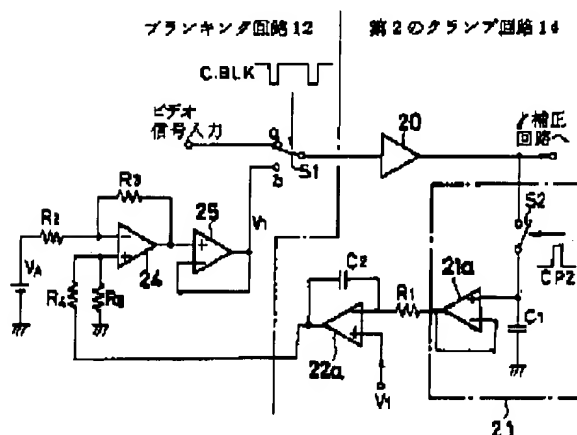 ブランキング回路12
第2のクランプ回路14
C.BLK
ビデオ
信号入力
a
b
S1
20
γ補正
回路へ
S2
CP2
R3
R2
25
V1
24
VA
R4
R5
C2
R1
21a
C1
22a
V1
21